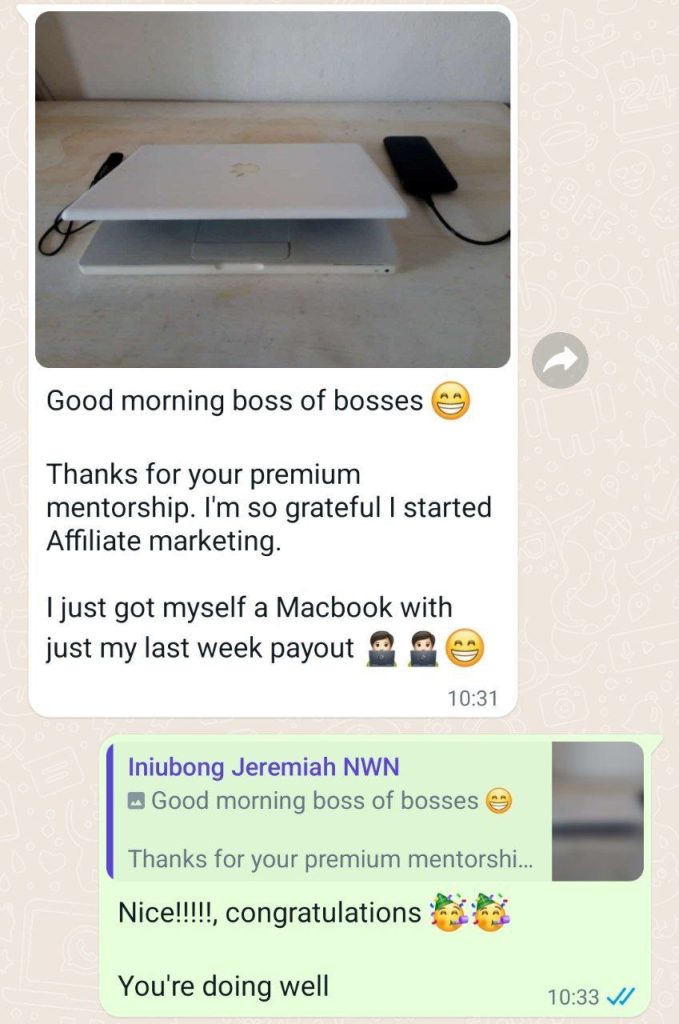 Good morning boss of bosses 😁
Thanks for your premium
mentorship. I'm so grateful I started
Affiliate marketing.
I just got myself a Macbook with
just my last week payout 👨🏻‍💻 👨🏻‍💻 😁
10:31
Iniubong Jeremiah NWN
Good morning boss of bosses 😁
Thanks for your premium mentorshi...
Nice!!!!!, congratulations 🥳🥳
You're doing well
10:33